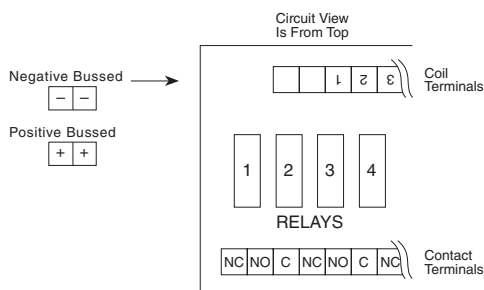 Circuit View
Is From Top
Negative Bussed
– –
Positive Bussed
+ +
1 2 3
Coil
Terminals
1 2 3 4
RELAYS
NC NO C NC NO C NC
Contact
Terminals